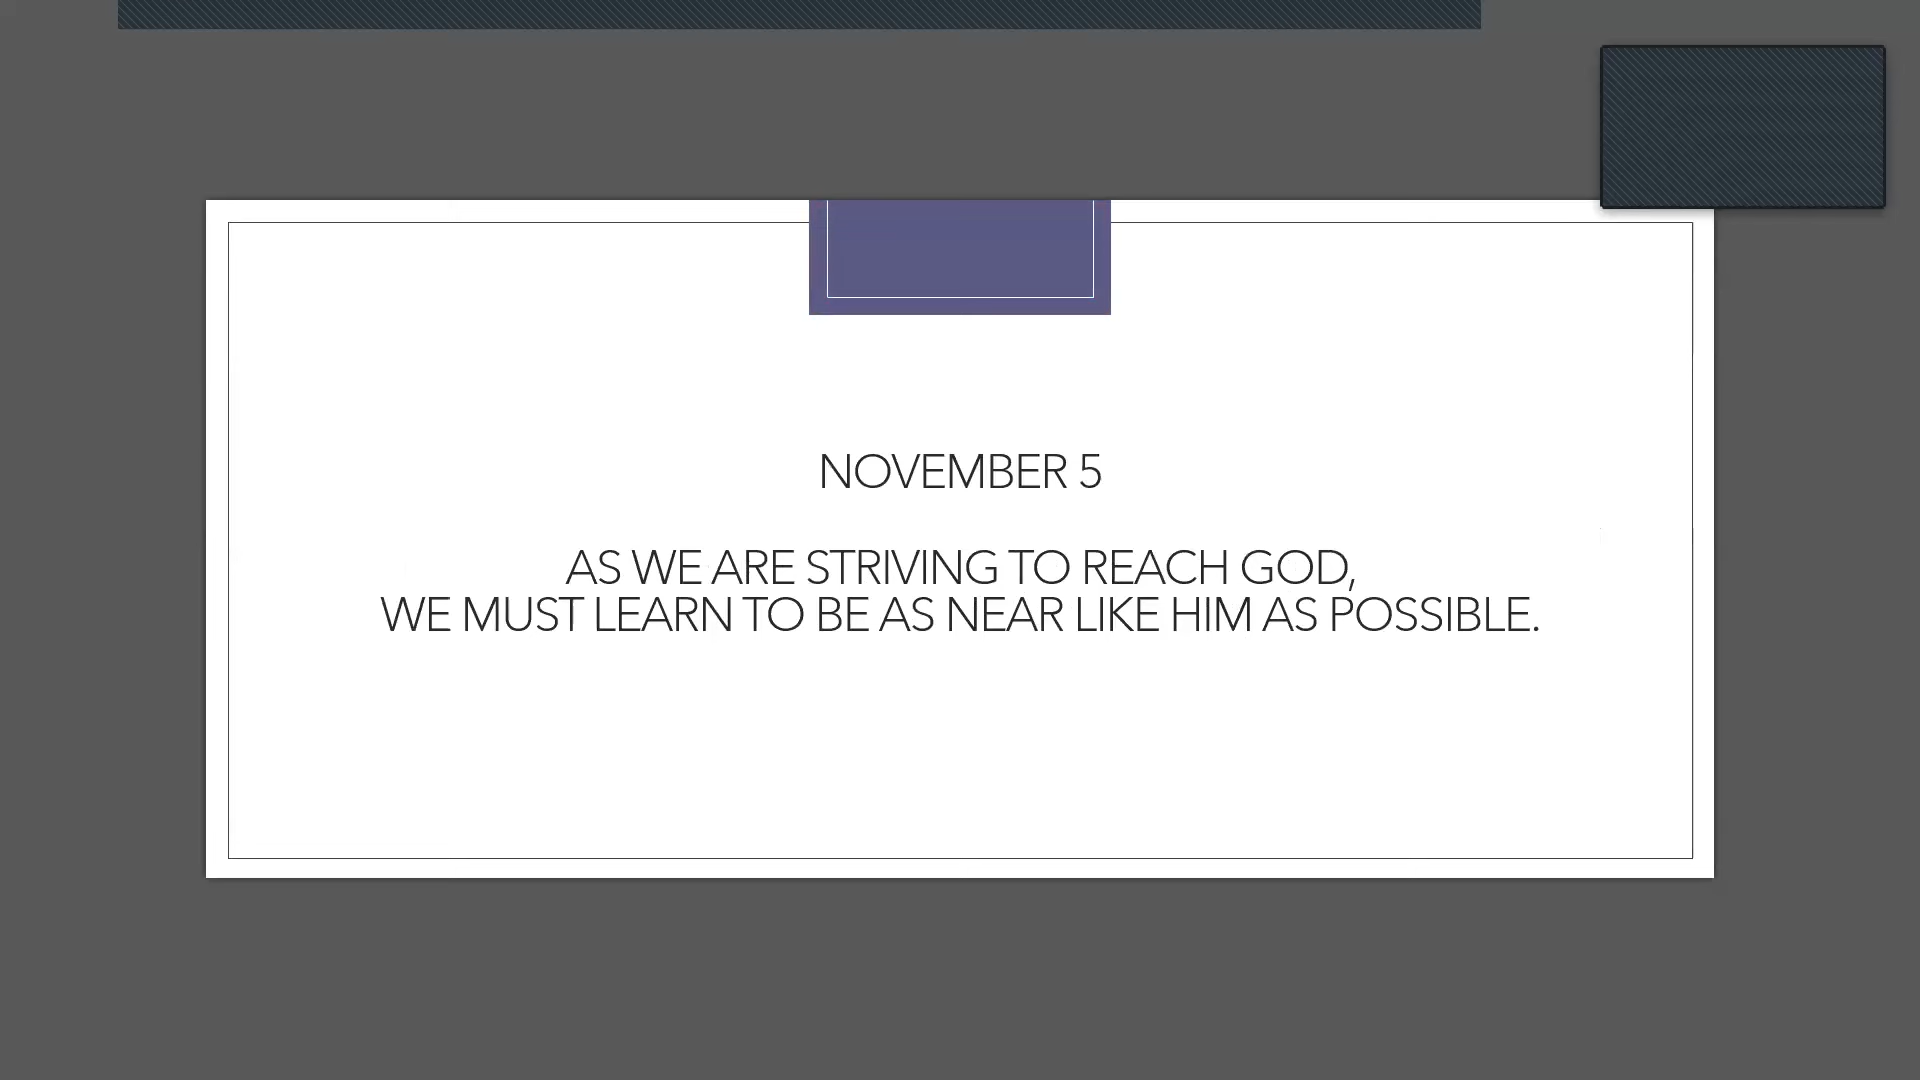 NOVEMBER 5
AS WE ARE STRIVING TO REACH GOD,
WE MUST LEARN TO BE AS NEAR LIKE HIM AS POSSIBLE.